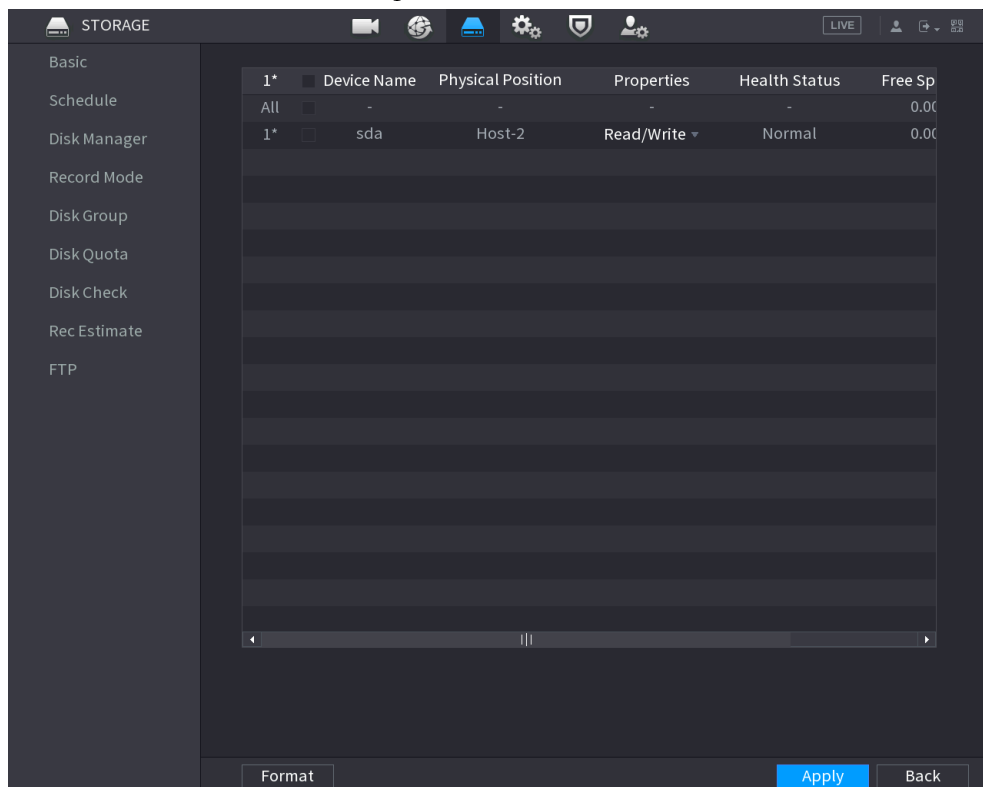 STORAGE LIVE
Basic
Schedule
Disk Manager
Record Mode
Disk Group
Disk Quota
Disk Check
Rec Estimate
FTP
1* Device Name Physical Position Properties Health Status Free Sp
All - - - - 0.00
1* sda Host-2 Read/Write Normal 0.00
Format Apply Back